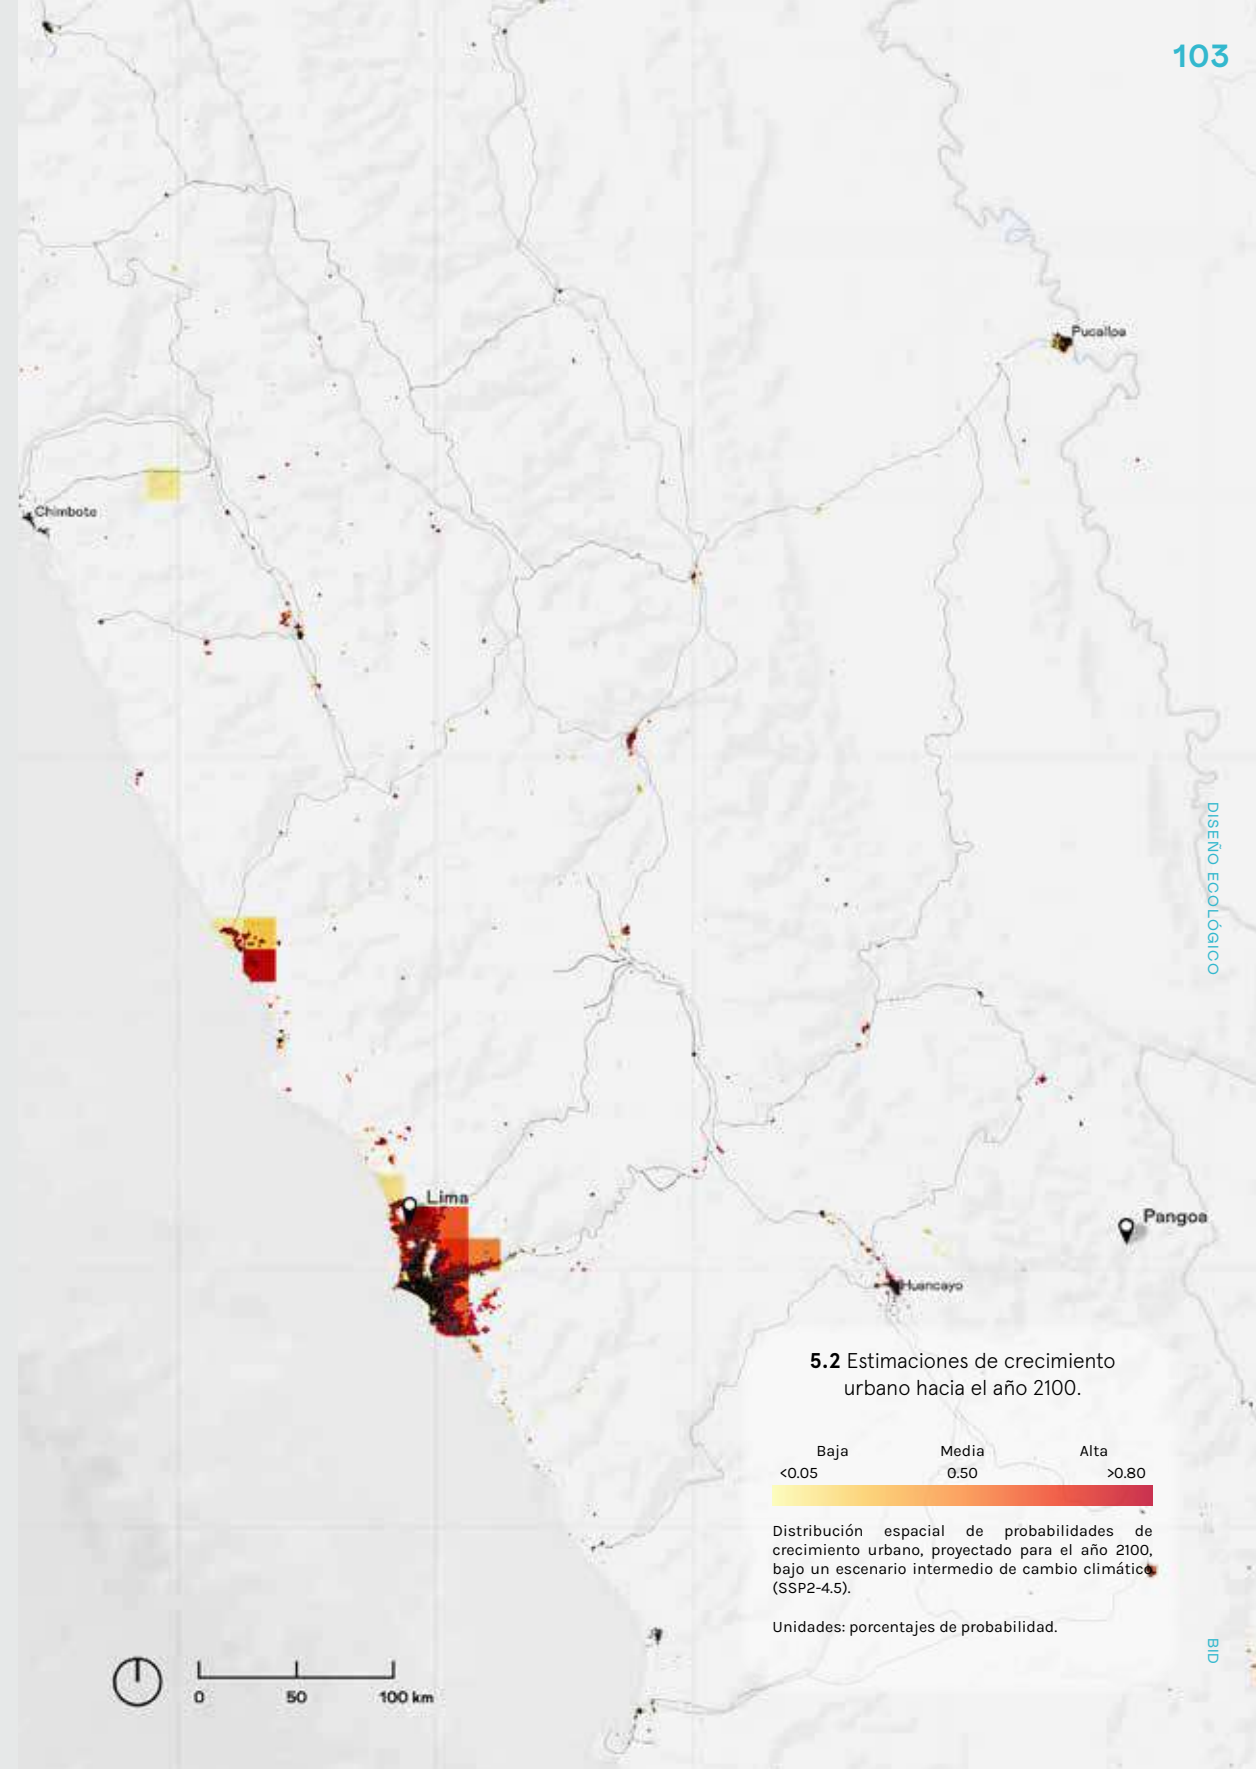 103
Pucallpa
Chimbote
DISEÑO ECOLÓGICO
Lima
Pangoa
Huancayo
5.2 Estimaciones de crecimiento
urbano hacia el año 2100.
Baja Media Alta
<0.05 0.50 >0.80
Distribución espacial de probabilidades de
crecimiento urbano, proyectado para el año 2100,
bajo un escenario intermedio de cambio climático
(SSP2-4.5).
Unidades: porcentajes de probabilidad.
BID
0 50 100 km